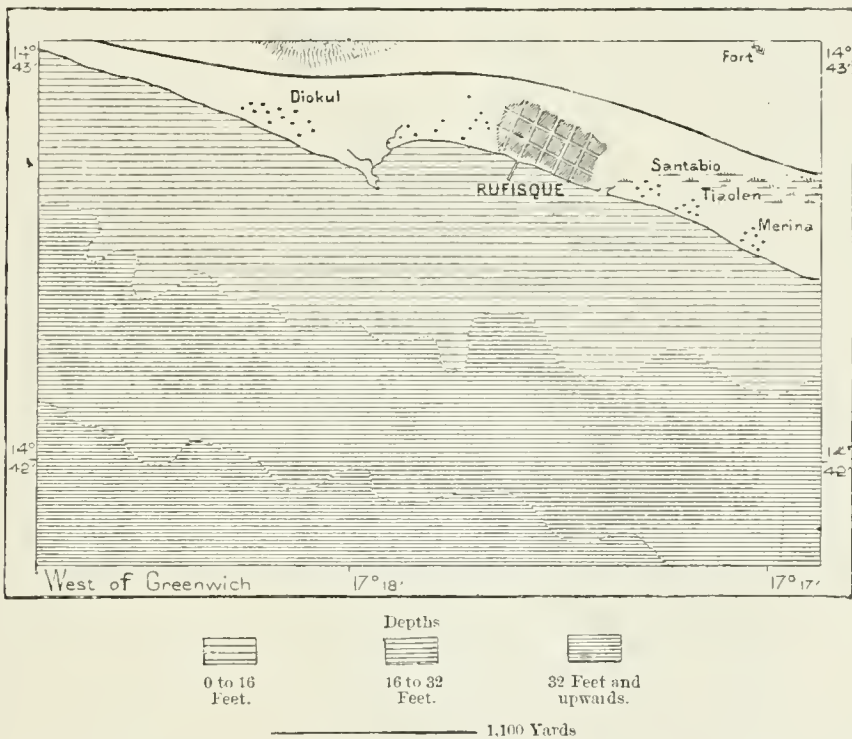 14° 43′
Fort
14° 43′
Diokul
Santabio
RUFISQUE
Tiaolen
Merina
14° 42′
14° 42′
West of Greenwich
17° 18′
17° 17′
Depths
0 to 16
Feet.
16 to 32
Feet.
32 Feet and
upwards.
1,100 Yards